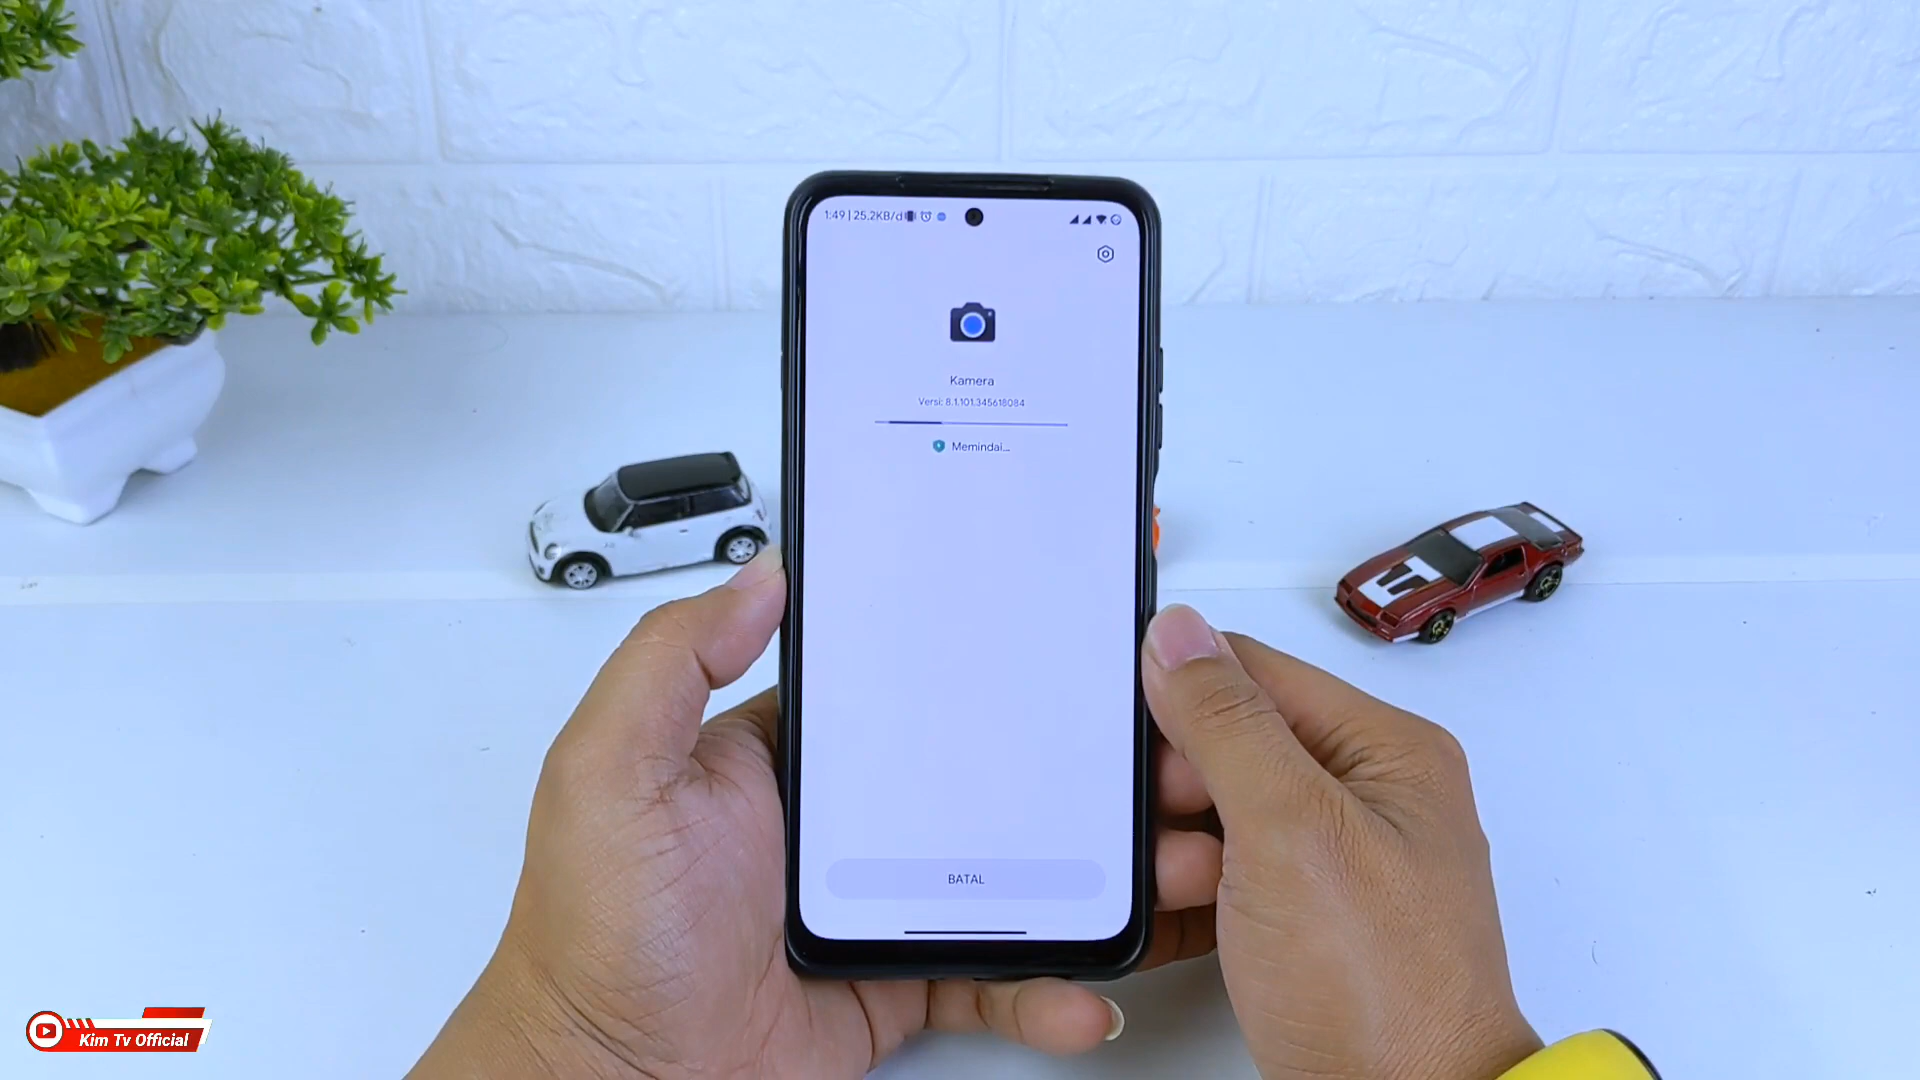 1:49 | 25,2KB/d
Kamera
Versi: 8.1.101.345618084
Memindai...
BATAL
Kim Tv Official